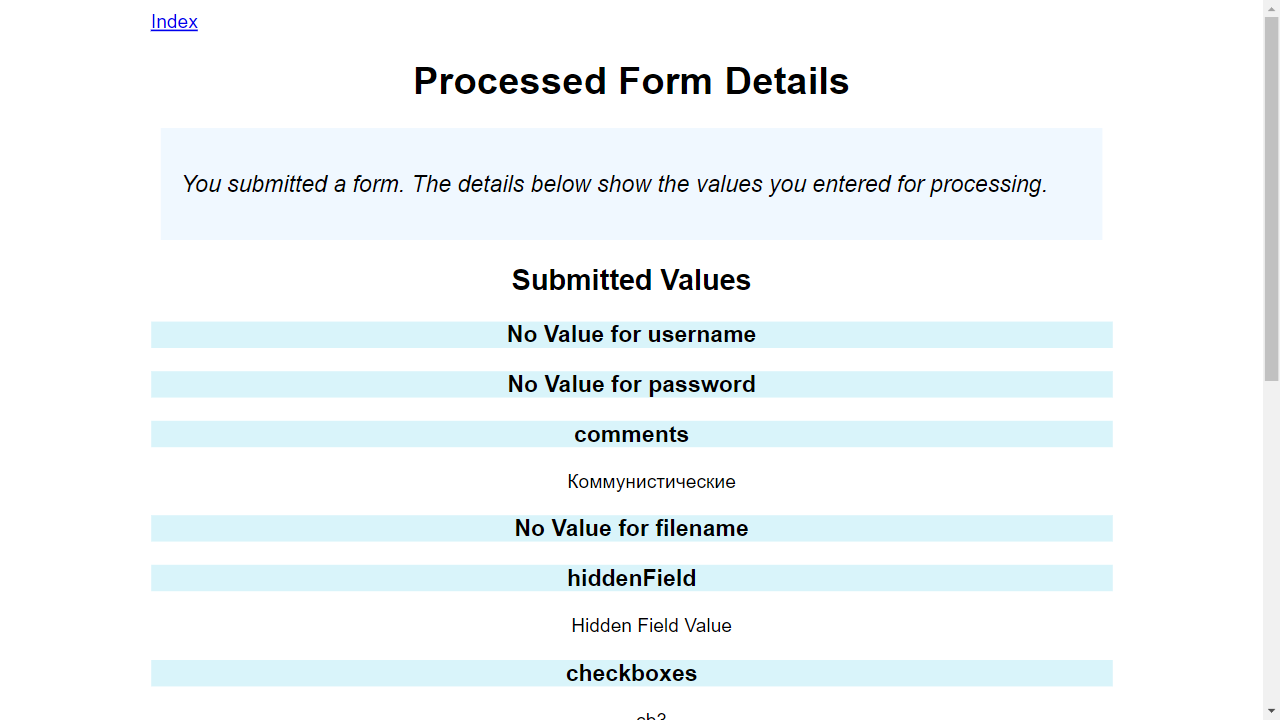 Index
Processed Form Details
You submitted a form. The details below show the values you entered for processing.
Submitted Values
No Value for username
No Value for password
comments
Коммунистические
No Value for filename
hiddenField
Hidden Field Value
checkboxes
cb3